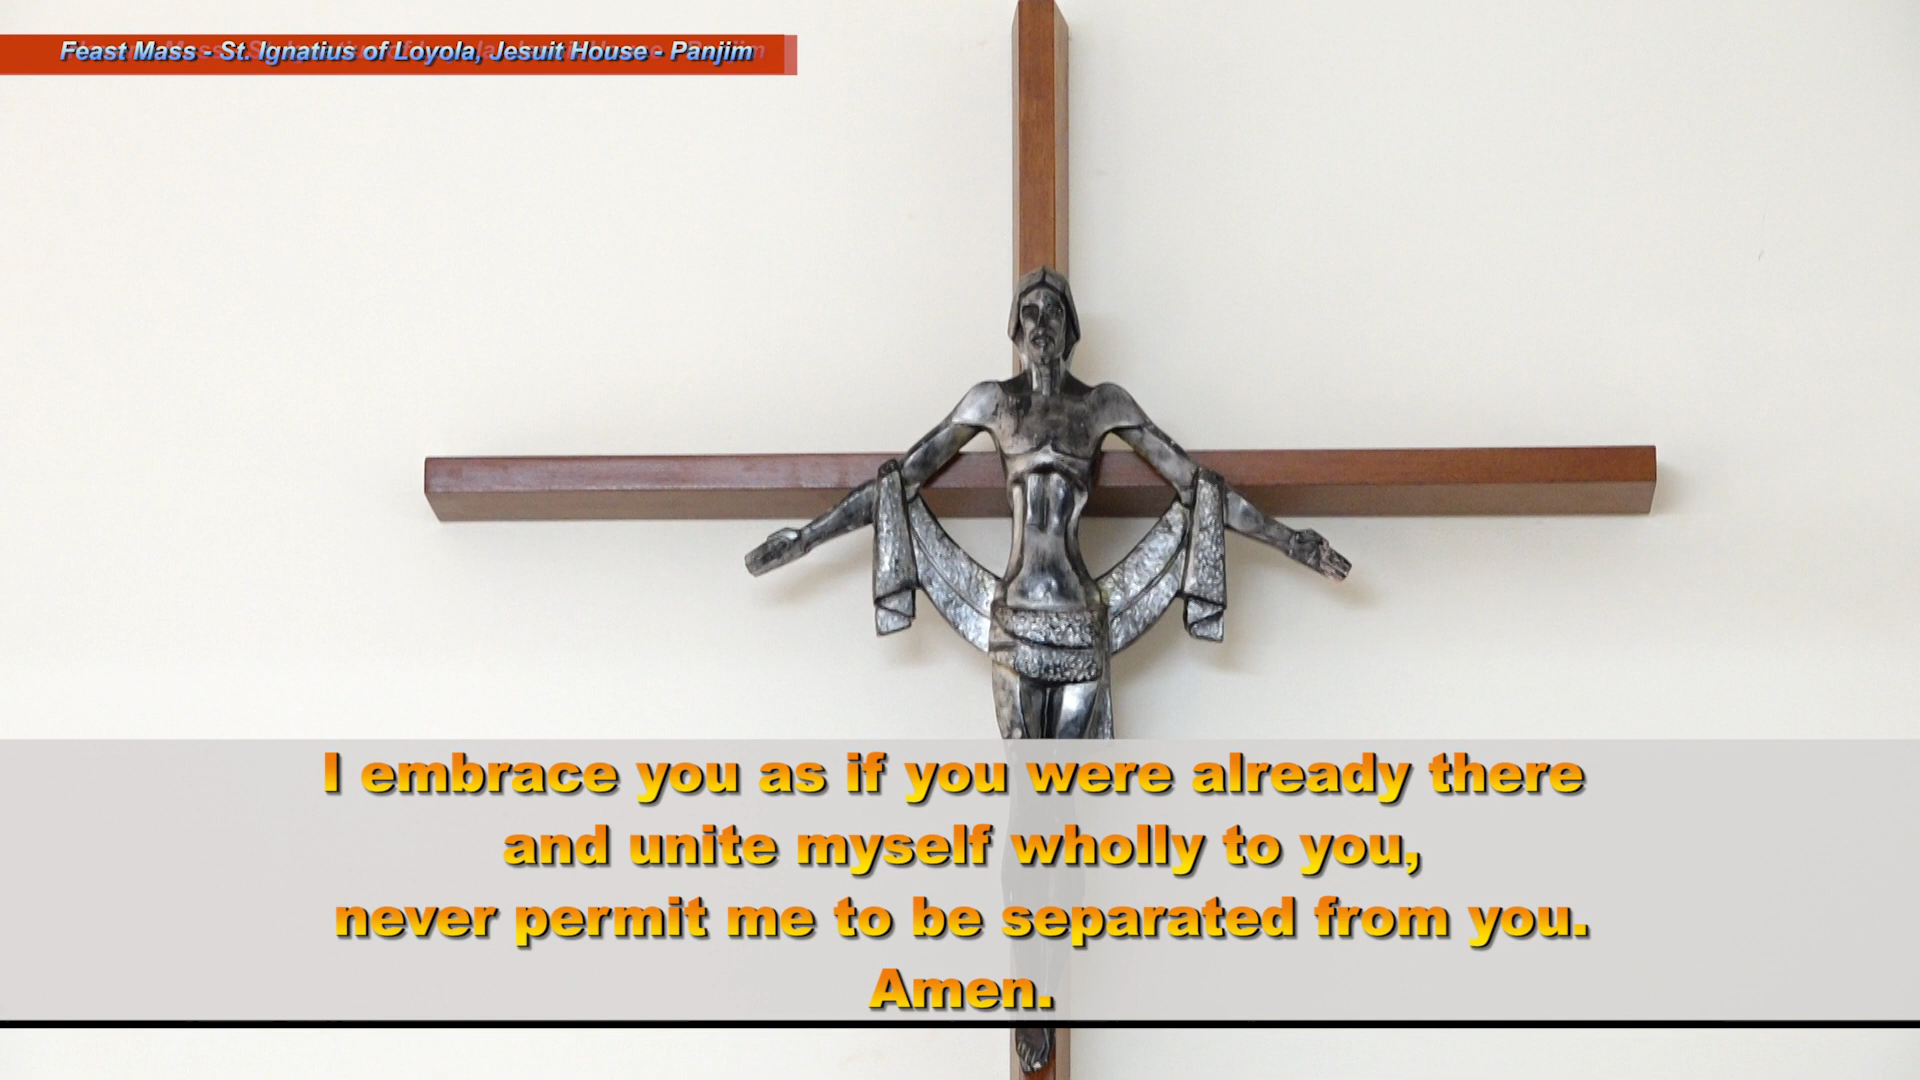 Feast Mass - St. Ignatius of Loyola, Jesuit House - Panjim
I embrace you as if you were already there
and unite myself wholly to you,
never permit me to be separated from you.
Amen.